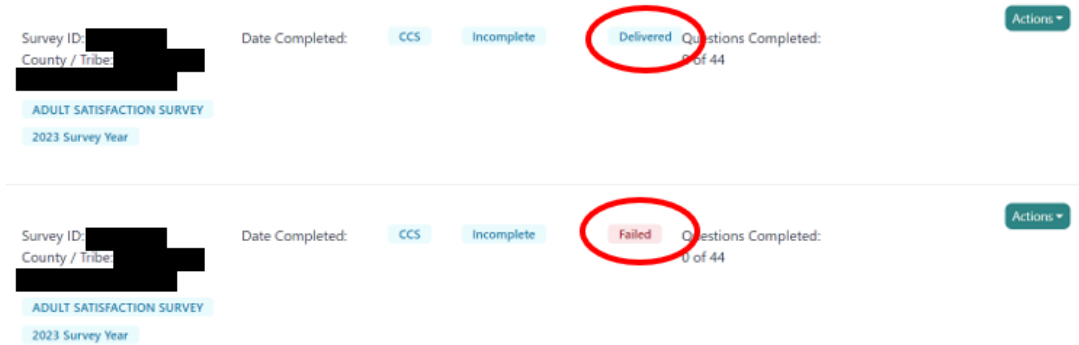 Actions
Survey ID: Date Completed: CCS Incomplete Delivered Questions Completed:
County / Tribe: 0 of 44
ADULT SATISFACTION SURVEY
2023 Survey Year
Actions
Survey ID: Date Completed: CCS Incomplete Failed Questions Completed:
County / Tribe: 0 of 44
ADULT SATISFACTION SURVEY
2023 Survey Year